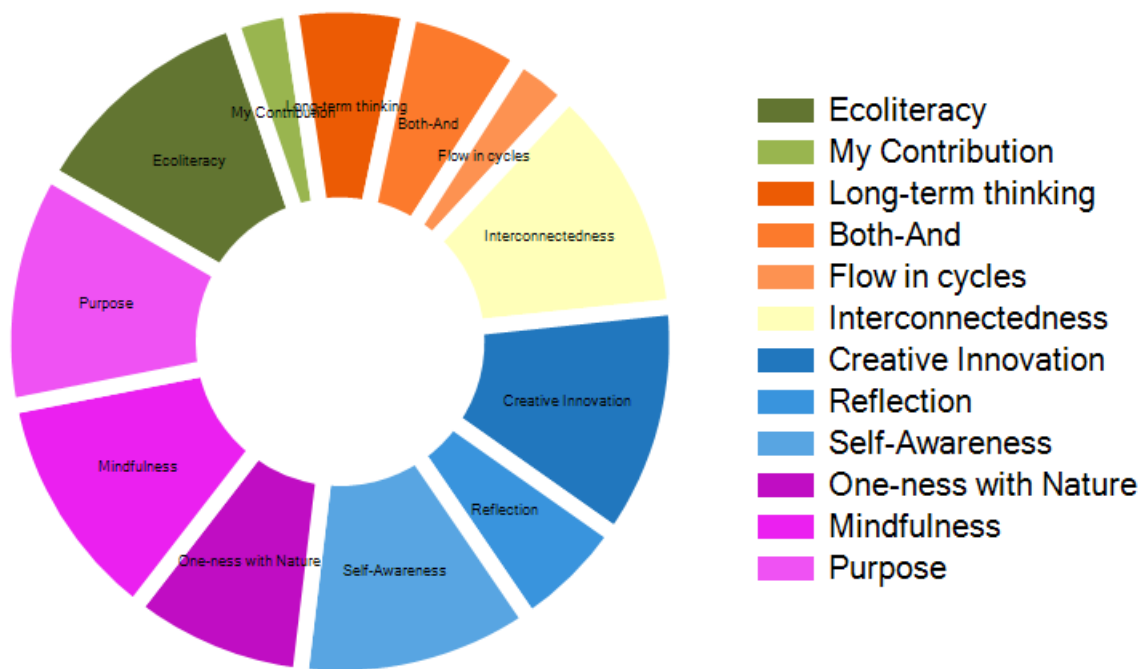 My Contribution
Long-term thinking
Both-And
Flow in cycles
Ecoliteracy
Interconnectedness
Purpose
Creative Innovation
Mindfulness
Reflection
One-ness with Nature
Self-Awareness
Ecoliteracy
My Contribution
Long-term thinking
Both-And
Flow in cycles
Interconnectedness
Creative Innovation
Reflection
Self-Awareness
One-ness with Nature
Mindfulness
Purpose